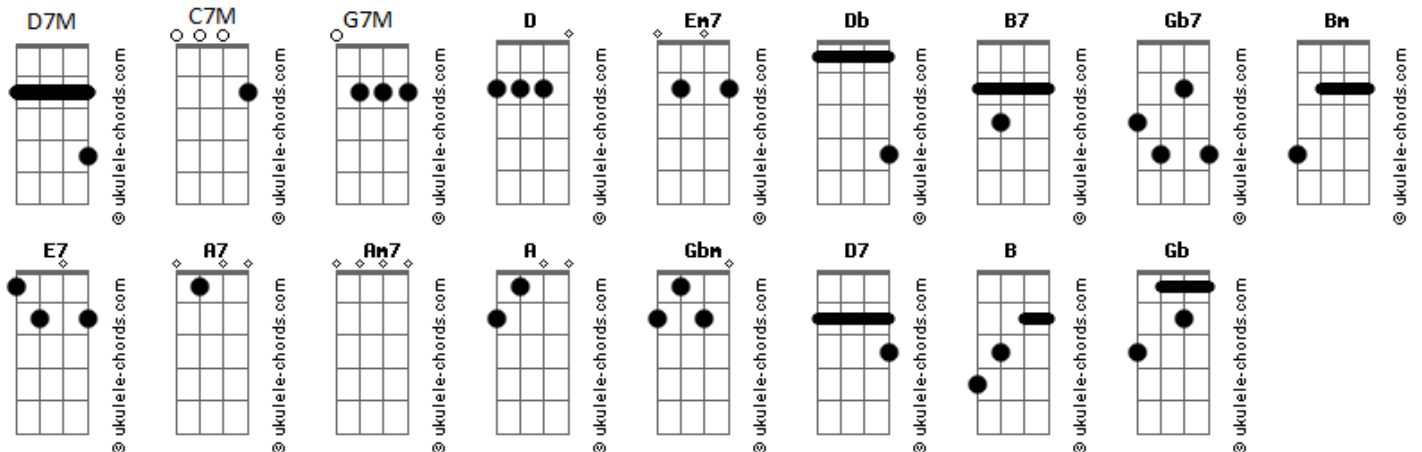 D7M C7M G7M D Em7 Db B7 Gb7 Bm
© ukulele-chords.com © ukulele-chords.com © ukulele-chords.com © ukulele-chords.com © ukulele-chords.com © ukulele-chords.com © ukulele-chords.com © ukulele-chords.com © ukulele-chords.com
E7 A7 Am7 A Gbm D7 B Gb
© ukulele-chords.com © ukulele-chords.com © ukulele-chords.com © ukulele-chords.com © ukulele-chords.com © ukulele-chords.com © ukulele-chords.com © ukulele-chords.com